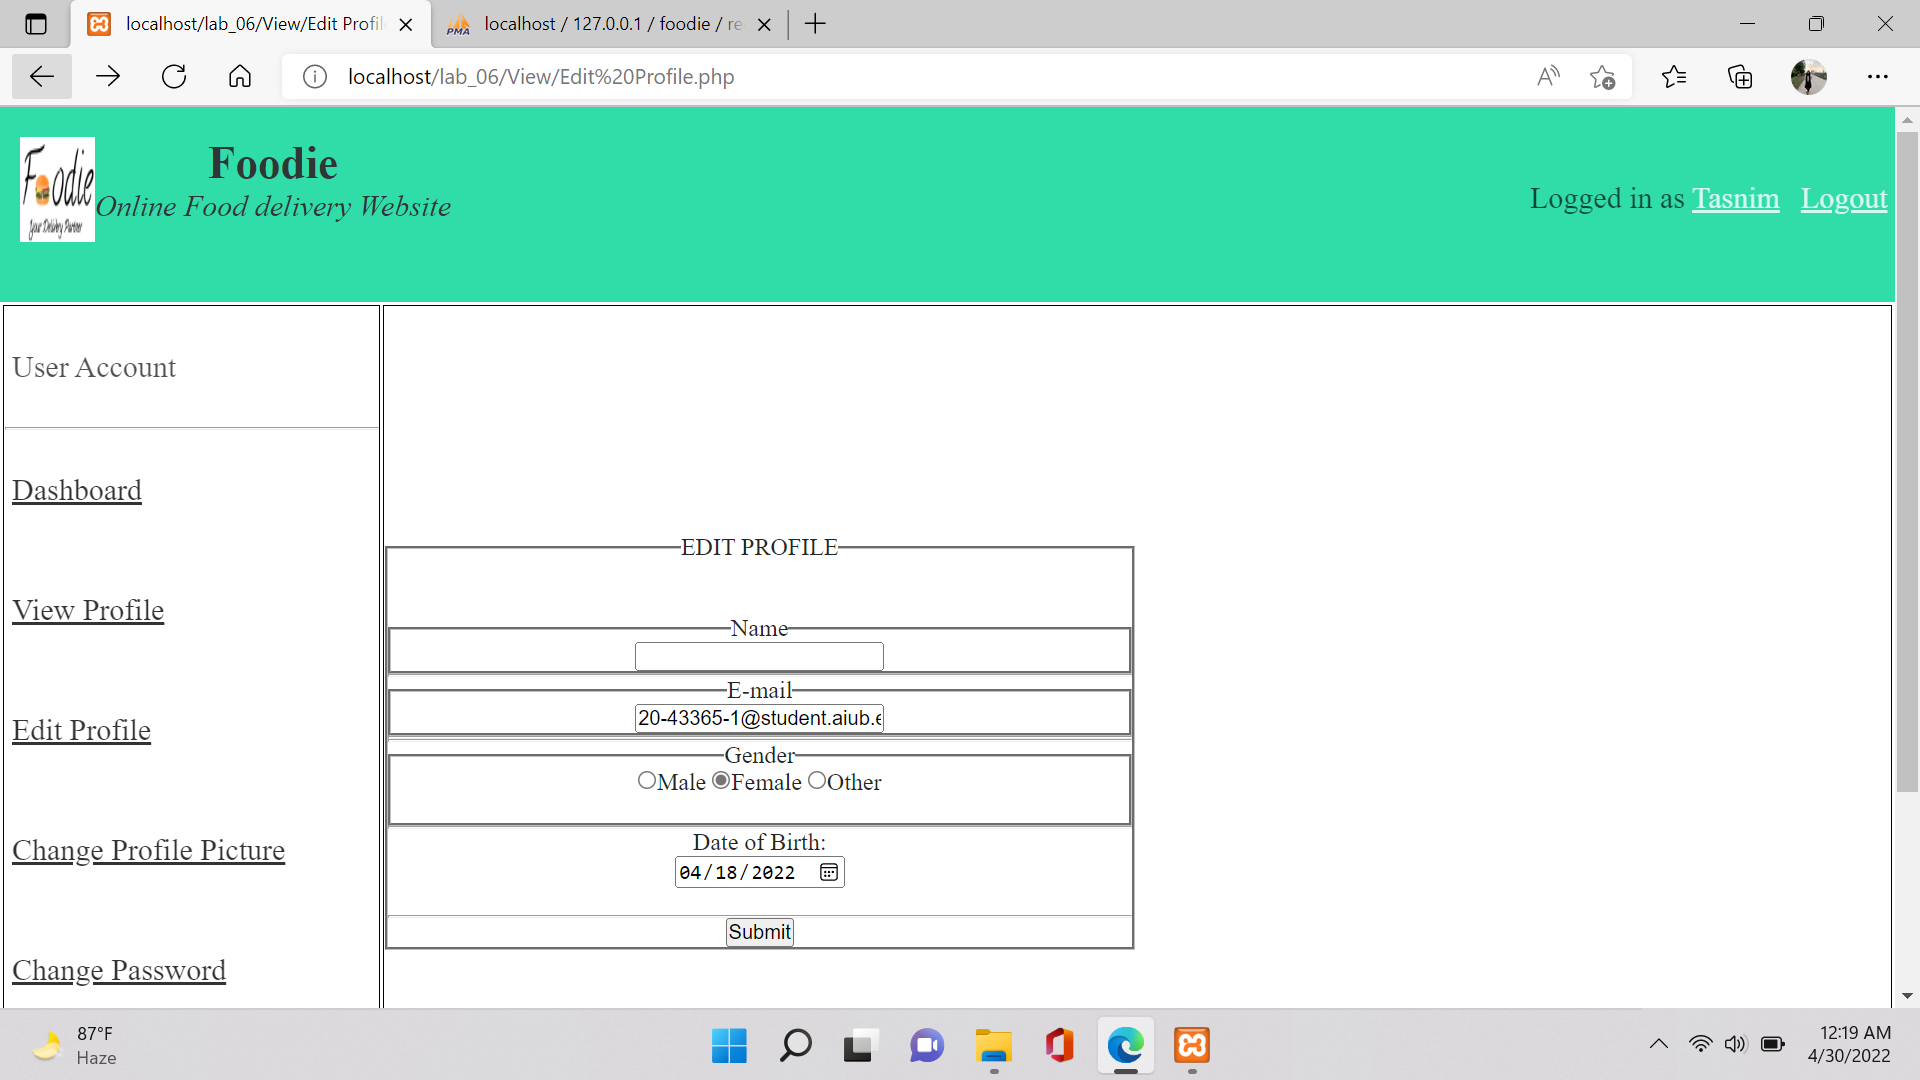 localhost/lab_06/View/Edit Profil
localhost / 127.0.0.1 / foodie / re
localhost/lab_06/View/Edit%20Profile.php
Foodie
Your Delivery Partner
Foodie
Online Food delivery Website
Logged in as Tasnim Logout
User Account
Dashboard
View Profile
Edit Profile
Change Profile Picture
Change Password
EDIT PROFILE
Name
E-mail
20-43365-1@student.aiub.e
Gender
Male Female Other
Date of Birth:
04/18/2022
Submit
87°F
Haze
12:19 AM
4/30/2022
PMA